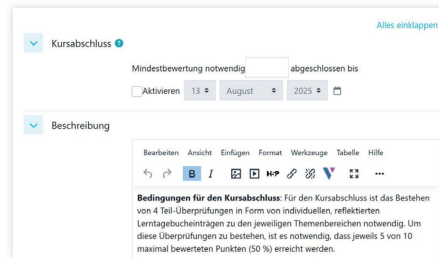 Alles einklappen
Kursabschluss
Mindestbewertung notwendig abgeschlossen bis
Aktivieren 13 August 2025
Beschreibung
Bearbeiten Ansicht Einfügen Format Werkzeuge Tabelle Hilfe
B I H-P
Bedingungen für den Kursabschluss: Für den Kursabschluss ist das Bestehen
von 4 Teil-Überprüfungen in Form von individuellen, reflektierten
Lerntagebucheinträgen zu den jeweiligen Themenbereichen notwendig. Um
diese Überprüfungen zu bestehen, ist es notwendig, dass jeweils 5 von 10
maximal bewerteten Punkten (50 %) erreicht werden.